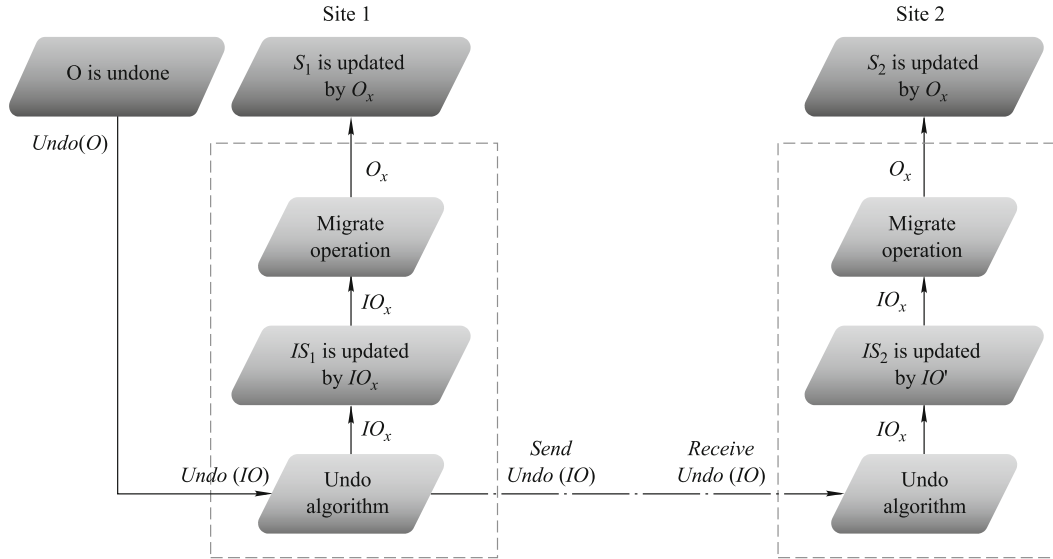 Site 1
Site 2
O is undone
S₁ is updated
by Oₓ
S₂ is updated
by Oₓ
Undo(O)
Oₓ
Oₓ
Migrate
operation
Migrate
operation
IOₓ
IOₓ
IS₁ is updated
by IOₓ
IS₂ is updated
by IO'
IOₓ
IOₓ
Undo (IO)
Undo
algorithm
Send
Undo (IO)
Receive
Undo (IO)
Undo
algorithm